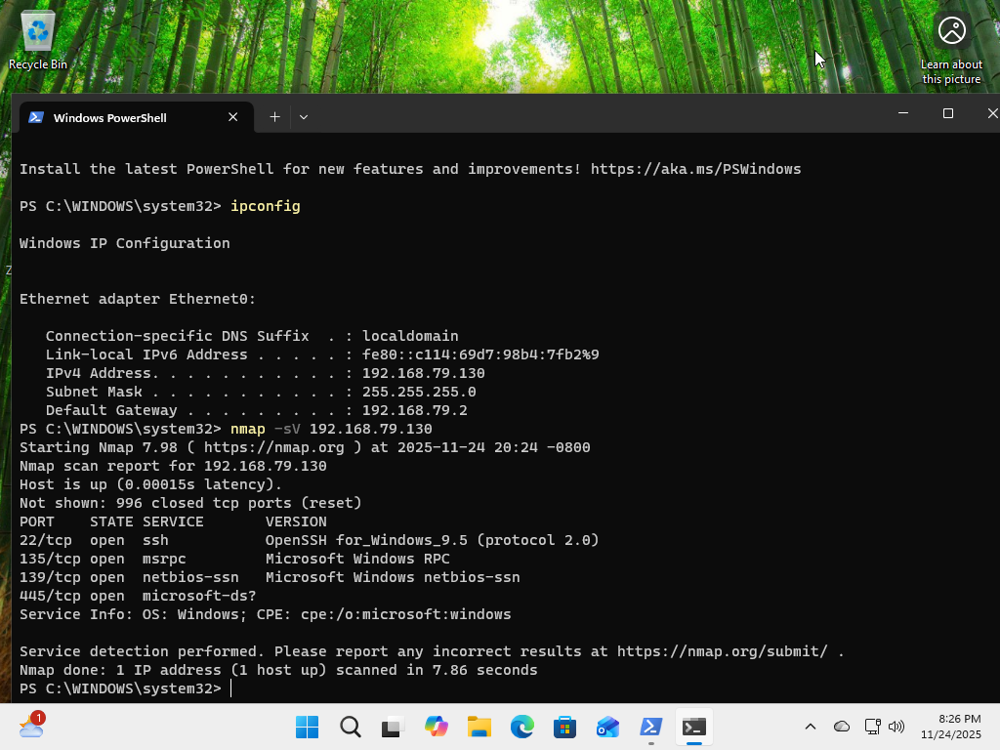 Recycle Bin
Learn about
this picture
Windows PowerShell
Install the latest PowerShell for new features and improvements! https://aka.ms/PSWindows
PS C:\WINDOWS\system32> ipconfig
Windows IP Configuration
Ethernet adapter Ethernet0:
   Connection-specific DNS Suffix  . : localdomain
   Link-local IPv6 Address . . . . . : fe80::c114:69d7:98b4:7fb2%9
   IPv4 Address. . . . . . . . . . . : 192.168.79.130
   Subnet Mask . . . . . . . . . . . : 255.255.255.0
   Default Gateway . . . . . . . . . : 192.168.79.2
PS C:\WINDOWS\system32> nmap -sV 192.168.79.130
Starting Nmap 7.98 ( https://nmap.org ) at 2025-11-24 20:24 -0800
Nmap scan report for 192.168.79.130
Host is up (0.00015s latency).
Not shown: 996 closed tcp ports (reset)
PORT    STATE SERVICE       VERSION
22/tcp  open  ssh           OpenSSH for_Windows_9.5 (protocol 2.0)
135/tcp open  msrpc         Microsoft Windows RPC
139/tcp open  netbios-ssn   Microsoft Windows netbios-ssn
445/tcp open  microsoft-ds?
Service Info: OS: Windows; CPE: cpe:/o:microsoft:windows
Service detection performed. Please report any incorrect results at https://nmap.org/submit/ .
Nmap done: 1 IP address (1 host up) scanned in 7.86 seconds
PS C:\WINDOWS\system32>
1
8:26 PM
11/24/2025